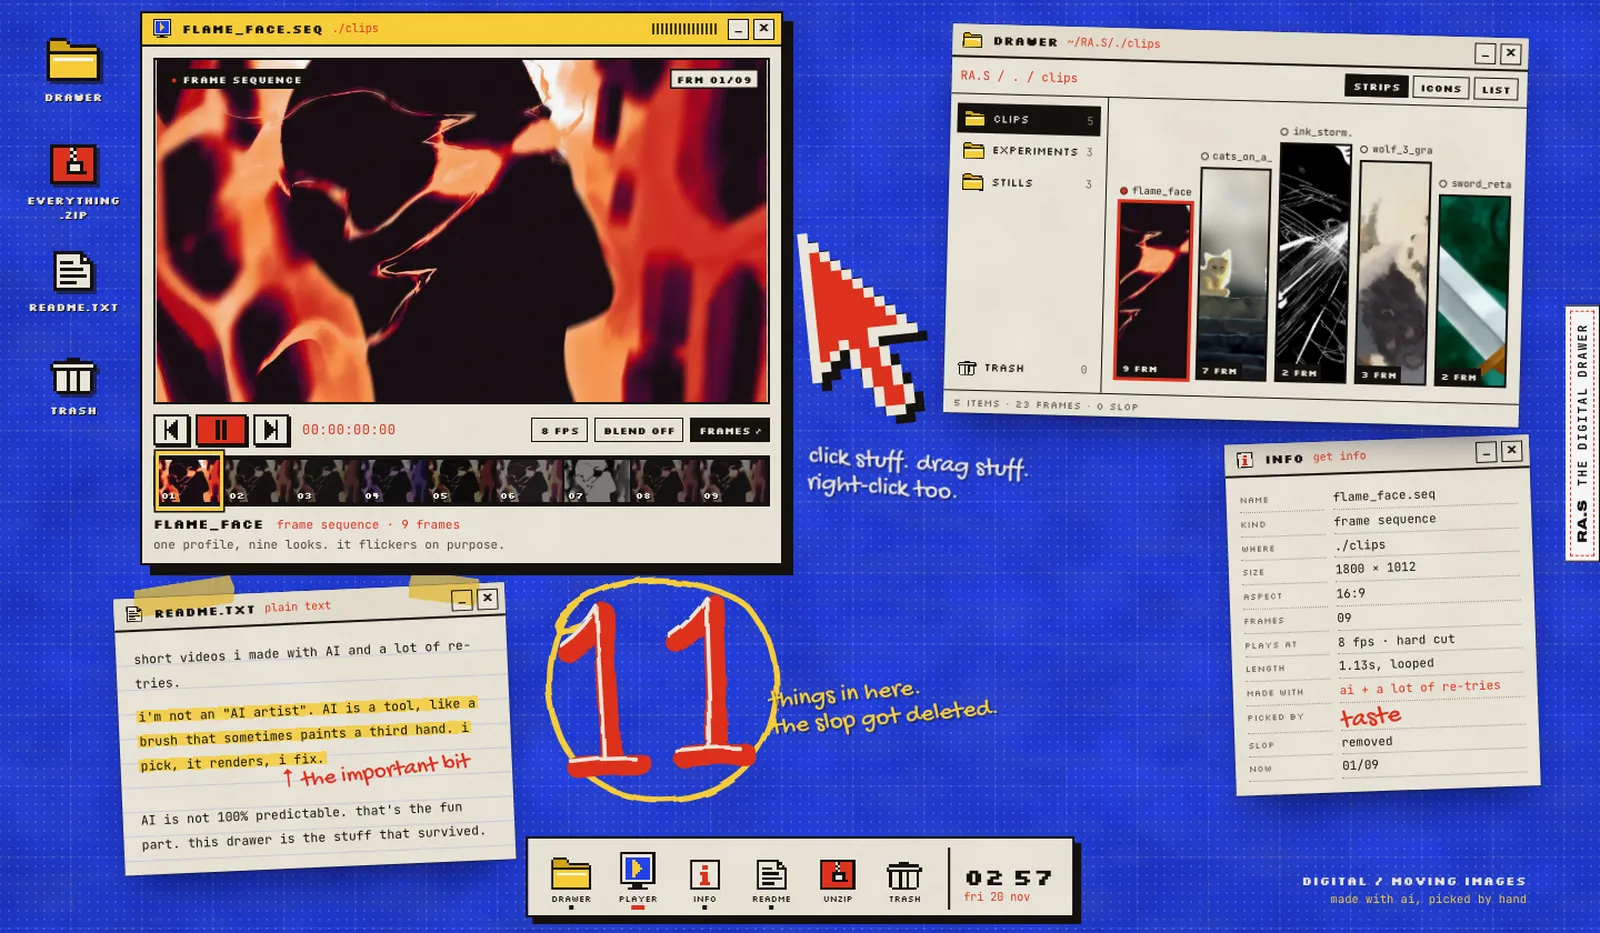 DRAWER
EVERYTHING
.ZIP
README.TXT
TRASH
FLAME_FACE.SEQ ./clips
FRAME SEQUENCE
FRM 01/09
00:00:00:00
8 FPS
BLEND OFF
FRAMES
01 02 03 04 05 06 07 08 09
FLAME_FACE frame sequence · 9 frames
one profile, nine looks. it flickers on purpose.
DRAWER ~/RA.S/./clips
RA.S / . / clips
STRIPS ICONS LIST
CLIPS 5
EXPERIMENTS 3
STILLS 3
TRASH 0
flame_face
9 FRM
cats_on_a_
7 FRM
ink_storm.
2 FRM
wolf_3_gra
3 FRM
sword_reta
2 FRM
5 ITEMS · 23 FRAMES · 0 SLOP
click stuff. drag stuff.
right-click too.
INFO get info
NAME flame_face.seq
KIND frame sequence
WHERE ./clips
SIZE 1800 × 1012
ASPECT 16:9
FRAMES 09
PLAYS AT 8 fps · hard cut
LENGTH 1.13s, looped
MADE WITH ai + a lot of re-tries
PICKED BY taste
SLOP removed
NOW 01/09
RA.S THE DIGITAL DRAWER
README.TXT plain text
short videos i made with AI and a lot of re-
tries.
i'm not an "AI artist". AI is a tool, like a
brush that sometimes paints a third hand. i
pick, it renders, i fix.
↑ the important bit
AI is not 100% predictable. that's the fun
part. this drawer is the stuff that survived.
11
things in here.
the slop got deleted.
DRAWER
PLAYER
INFO
README
UNZIP
TRASH
02 57
fri 20 nov
DIGITAL / MOVING IMAGES
made with ai, picked by hand